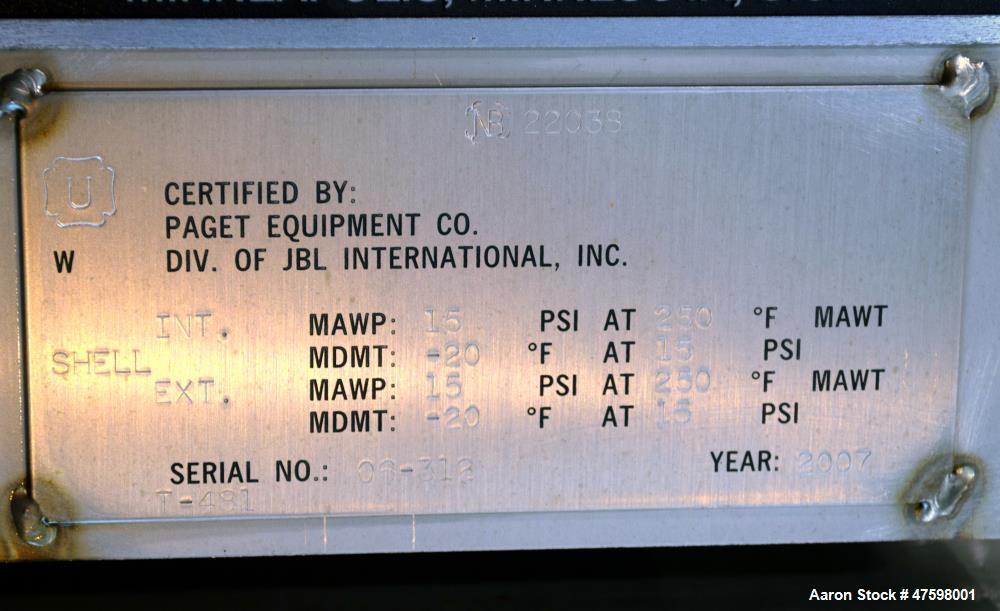 NB 22038
U
CERTIFIED BY:
PAGET EQUIPMENT CO.
W DIV. OF JBL INTERNATIONAL, INC.
INT. MAWP: 15 PSI AT 250 °F MAWT
SHELL MDMT: -20 °F AT 15 PSI
EXT. MAWP: 15 PSI AT 250 °F MAWT
MDMT: -20 °F AT 15 PSI
SERIAL NO.: YEAR: 2007
T-481
Aaron Stock # 47598001